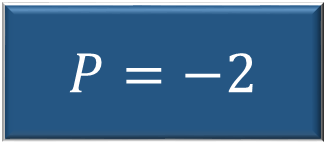 P = −2